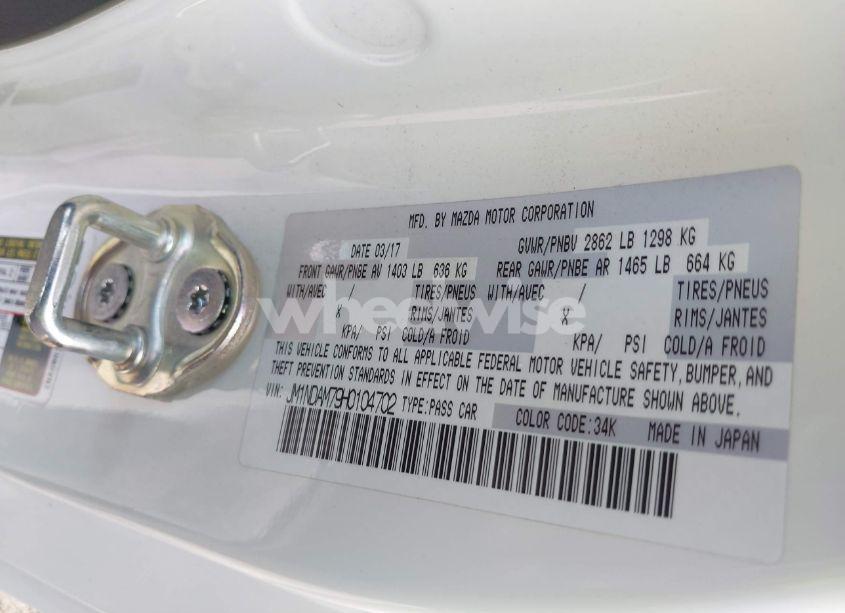 MFD. BY MAZDA MOTOR CORPORATION
DATE 03/17 GVWR/PNBV 2862 LB 1298 KG
FRONT GAWR/PNBE AV 1403 LB 636 KG REAR GAWR/PNBE AR 1465 LB 664 KG
WITH/AVEC / TIRES/PNEUS WITH/AVEC / TIRES/PNEUS
X RIMS/JANTES X RIMS/JANTES
KPA/ PSI COLD/A FROID KPA/ PSI COLD/A FROID
THIS VEHICLE CONFORMS TO ALL APPLICABLE FEDERAL MOTOR VEHICLE SAFETY, BUMPER, AND
THEFT PREVENTION STANDARDS IN EFFECT ON THE DATE OF MANUFACTURE SHOWN ABOVE.
VIN: JM1NDAM79H0104702 TYPE:PASS CAR
COLOR CODE:34K MADE IN JAPAN
wheelwise